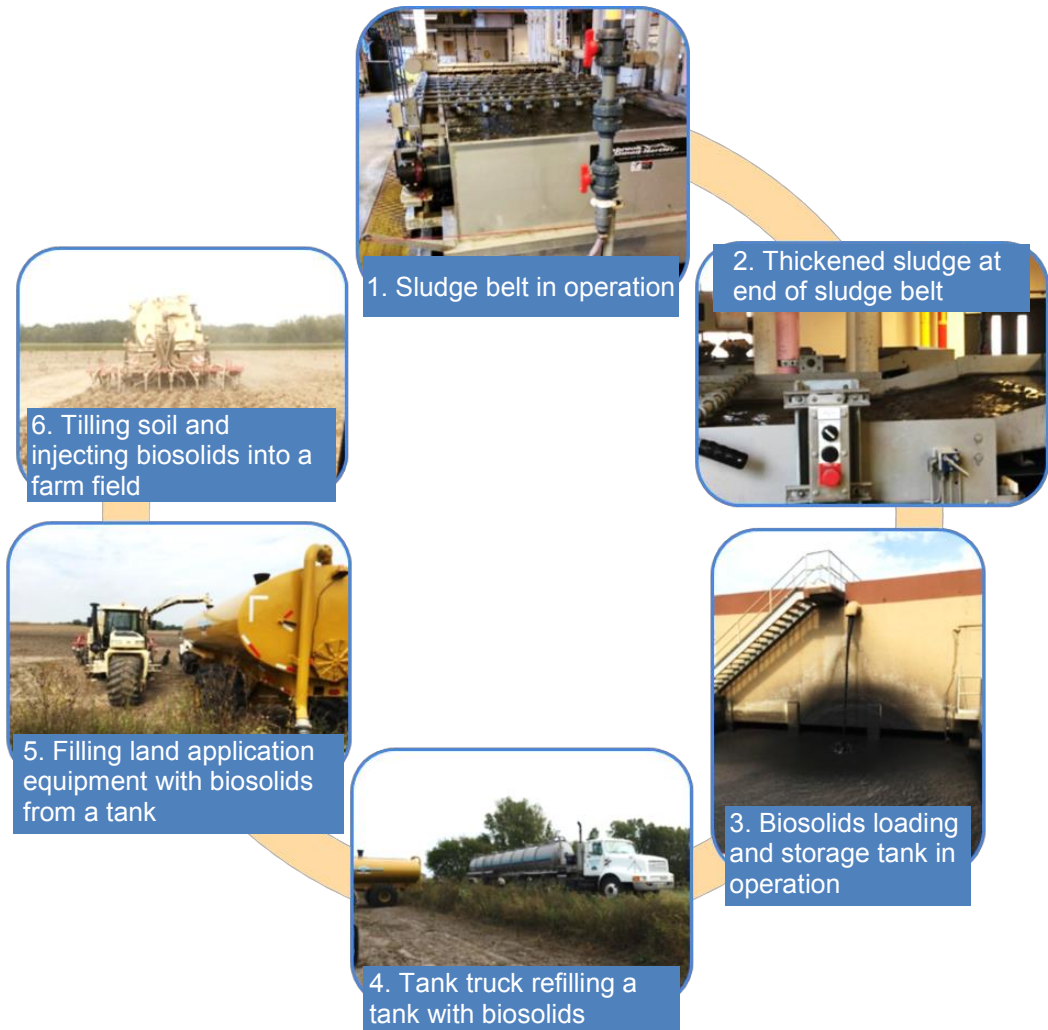 1. Sludge belt in operation
2. Thickened sludge at
end of sludge belt
3. Biosolids loading
and storage tank in
operation
4. Tank truck refilling a
tank with biosolids
5. Filling land application
equipment with biosolids
from a tank
6. Tilling soil and
injecting biosolids into a
farm field